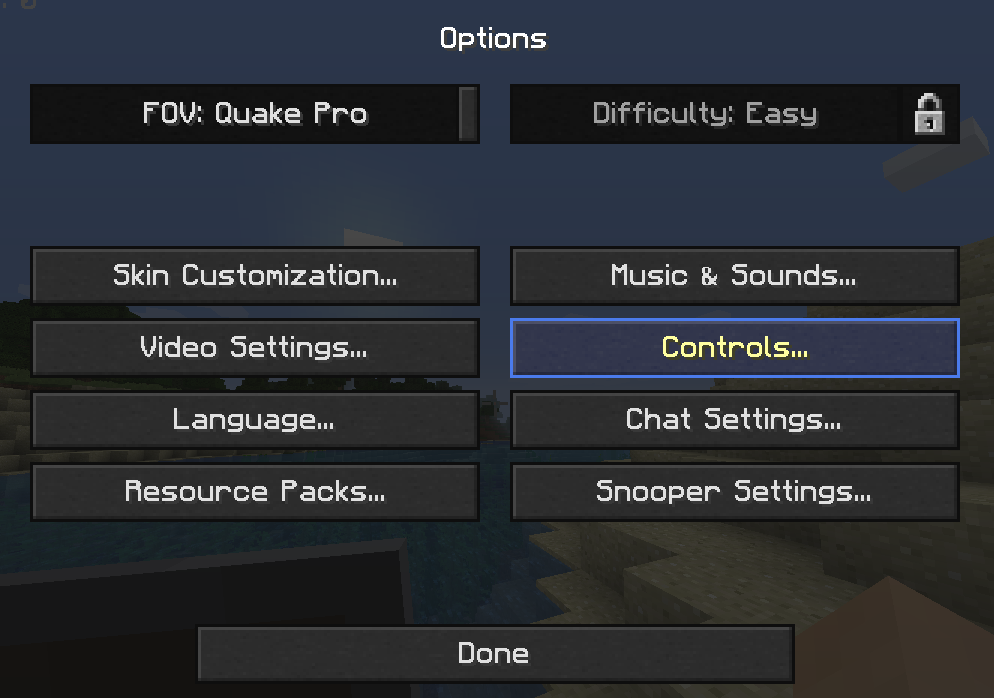 Options
FOV: Quake Pro
Difficulty: Easy
Skin Customization...
Music & Sounds...
Video Settings...
Controls...
Language...
Chat Settings...
Resource Packs...
Snooper Settings...
Done